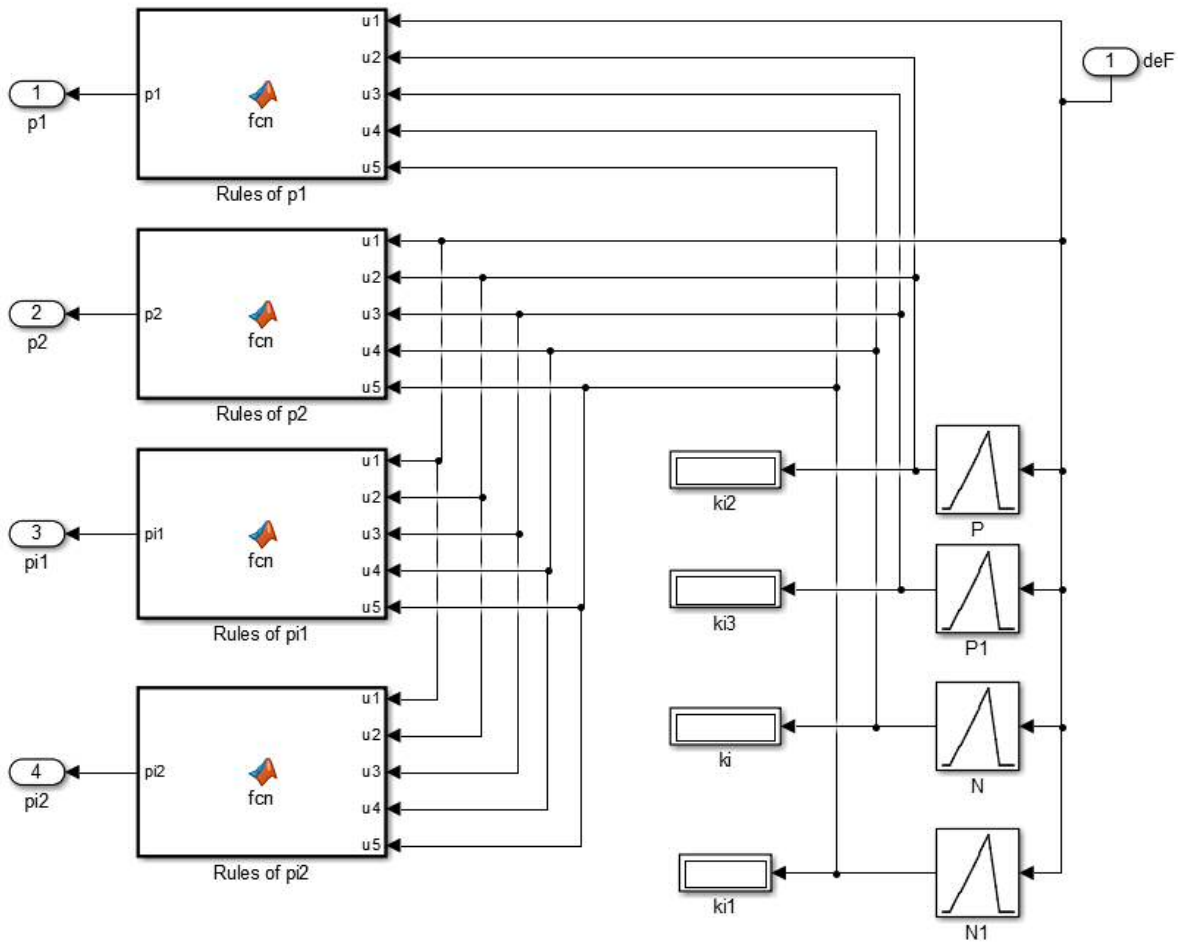 u1
u2
u3
u4
u5
1
p1
p1
fcn
Rules of p1
1
deF
u1
u2
u3
u4
u5
2
p2
p2
fcn
Rules of p2
u1
u2
u3
u4
u5
3
pi1
pi1
fcn
Rules of pi1
ki2
P
ki3
P1
u1
u2
u3
u4
u5
4
pi2
pi2
fcn
Rules of pi2
ki
N
ki1
N1